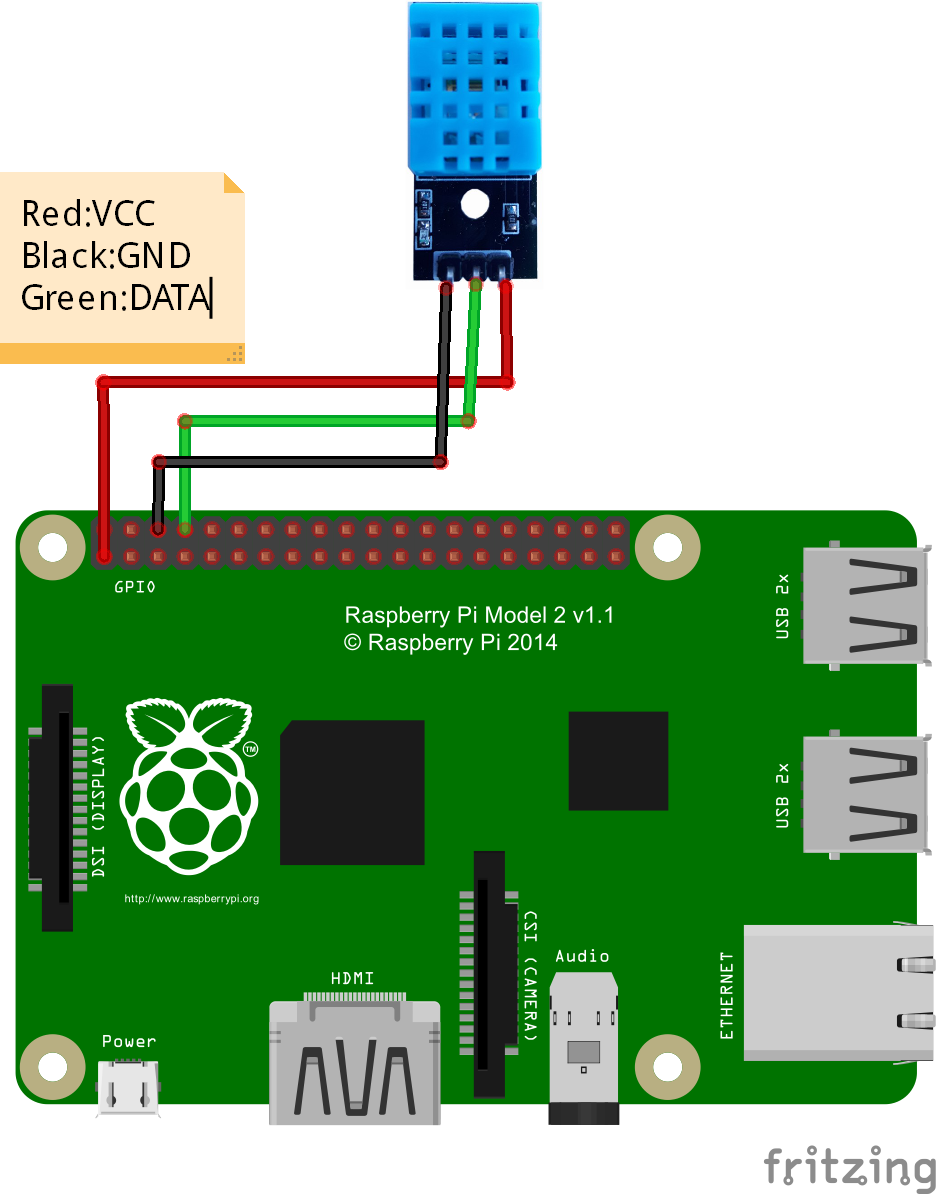 Red:VCC
Black:GND
Green:DATA
GPIO
Raspberry Pi Model 2 v1.1
© Raspberry Pi 2014
USB 2x
DSI (DISPLAY)
TM
USB 2x
http://www.raspberrypi.org
CSI (CAMERA)
Audio
ETHERNET
HDMI
Power
fritzing